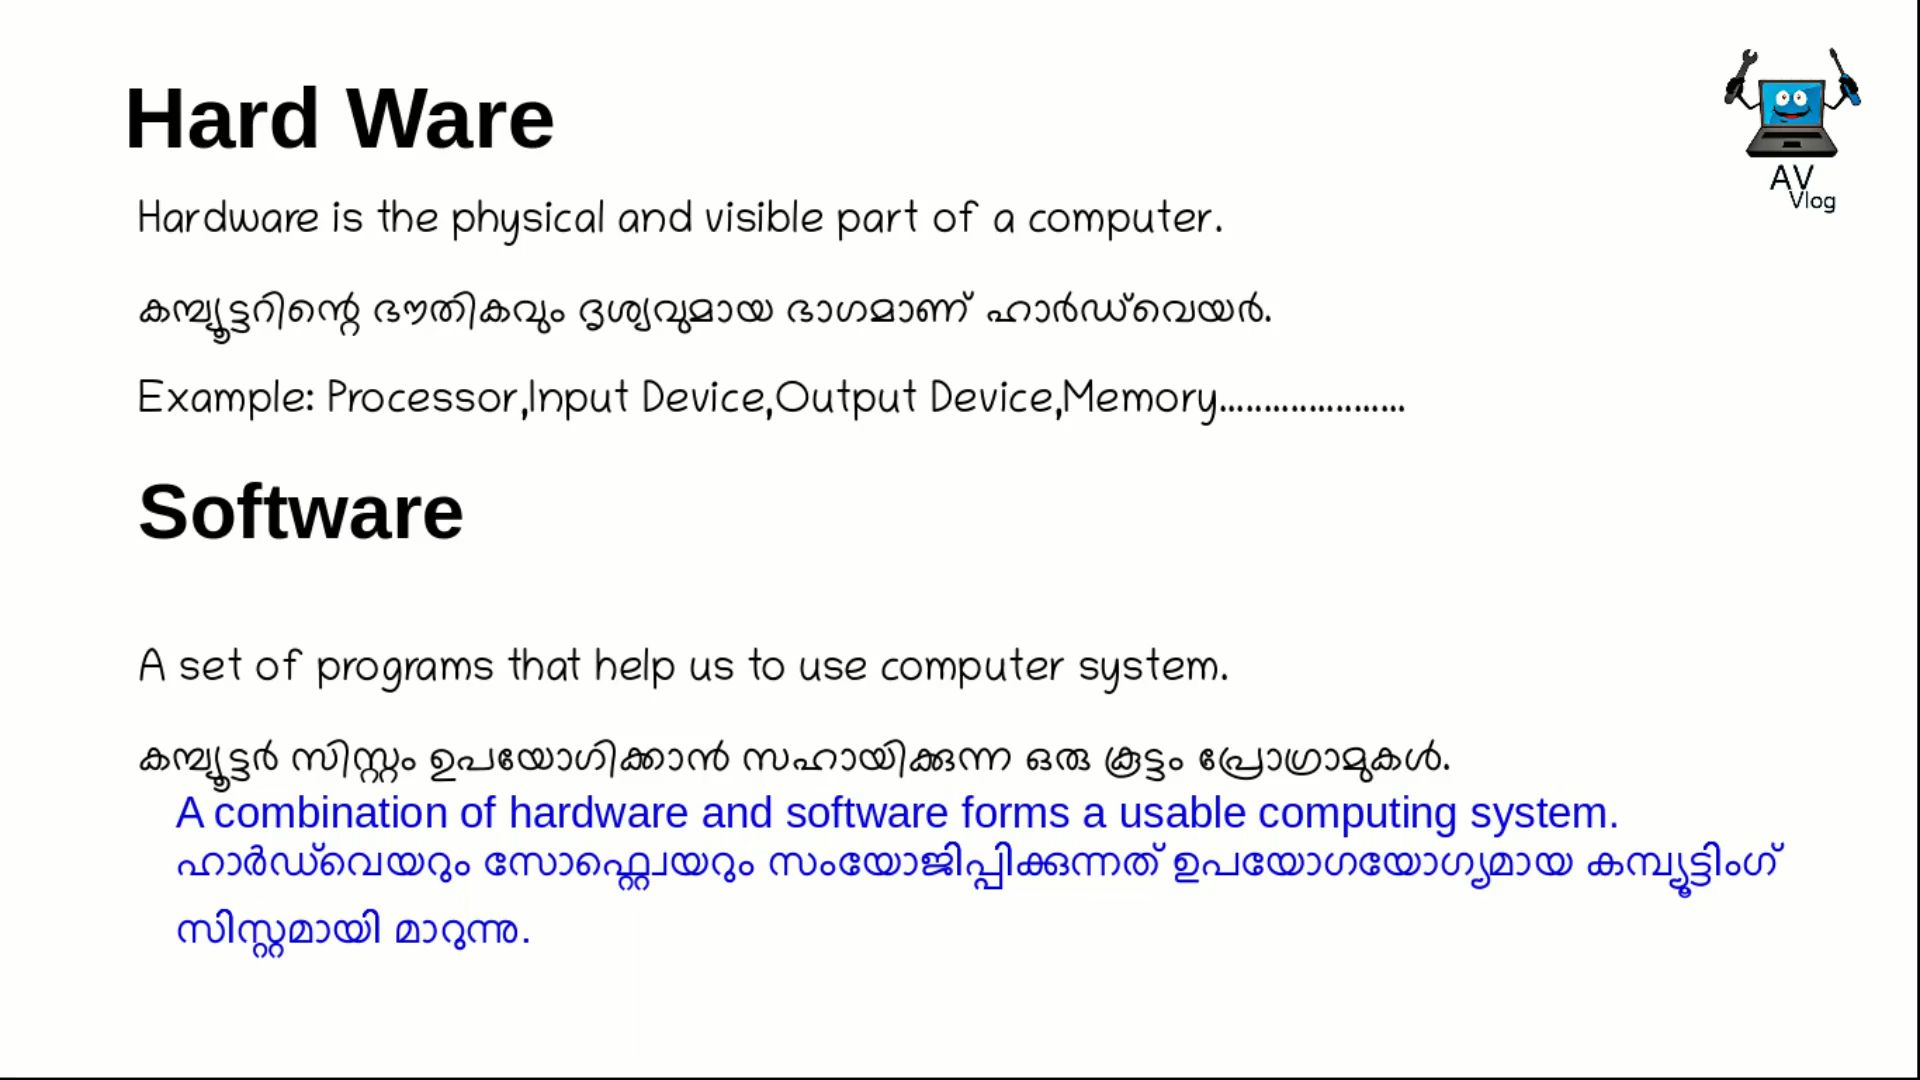 Hard Ware
AV
Vlog
Hardware is the physical and visible part of a computer.
കമ്പ്യൂട്ടറിന്റെ ഭൗതികവും ദൃശ്യവുമായ ഭാഗമാണ് ഹാർഡ്‌വെയർ.
Example: Processor,Input Device,Output Device,Memory.....................
Software
A set of programs that help us to use computer system.
കമ്പ്യൂട്ടർ സിസ്റ്റം ഉപയോഗിക്കാൻ സഹായിക്കുന്ന ഒരു കൂട്ടം പ്രോഗ്രാമുകൾ.
A combination of hardware and software forms a usable computing system.
ഹാർഡ്‌വെയറും സോഫ്റ്റ്വെയറും സംയോജിപ്പിക്കുന്നത് ഉപയോഗയോഗ്യമായ കമ്പ്യൂട്ടിംഗ്
സിസ്റ്റമായി മാറുന്നു.